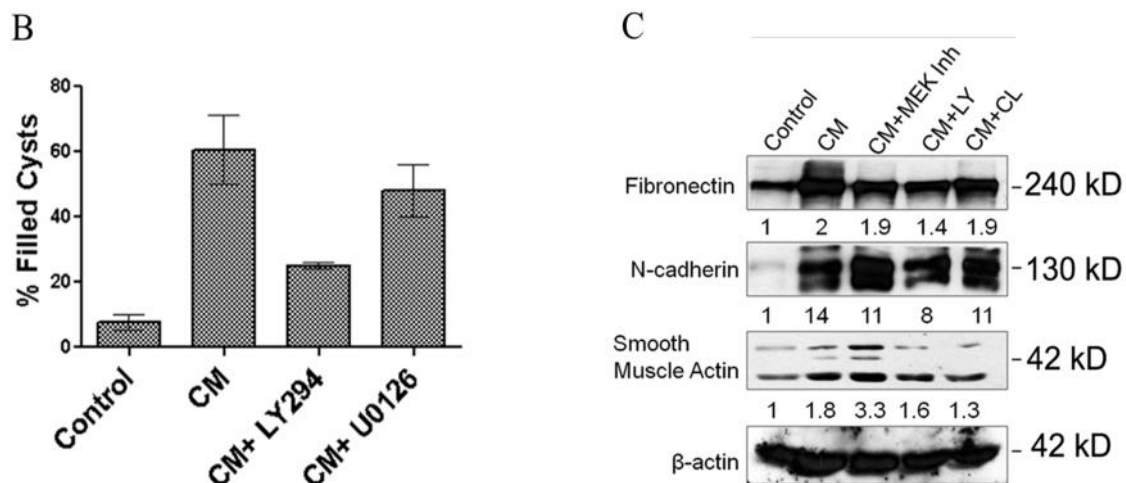 B
% Filled Cysts
80
60
40
20
0
Control
CM
CM+ LY294
CM+ U0126
C
Control
CM
CM+MEK Inh
CM+LY
CM+CL
Fibronectin
-240 kD
1 2 1.9 1.4 1.9
N-cadherin
-130 kD
1 14 11 8 11
Smooth
Muscle Actin
- 42 kD
1 1.8 3.3 1.6 1.3
β-actin
- 42 kD